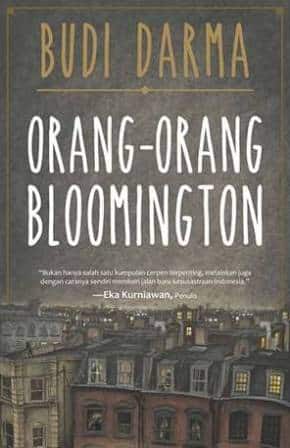 BUDI DARMA
ORANG-ORANG
BLOOMINGTON
"Bukan hanya salah satu kumpulan cerpen terpenting, melainkan juga
dengan caranya sendiri memberi jalan baru kesusastraan Indonesia."
—Eka Kurniawan, Penulis